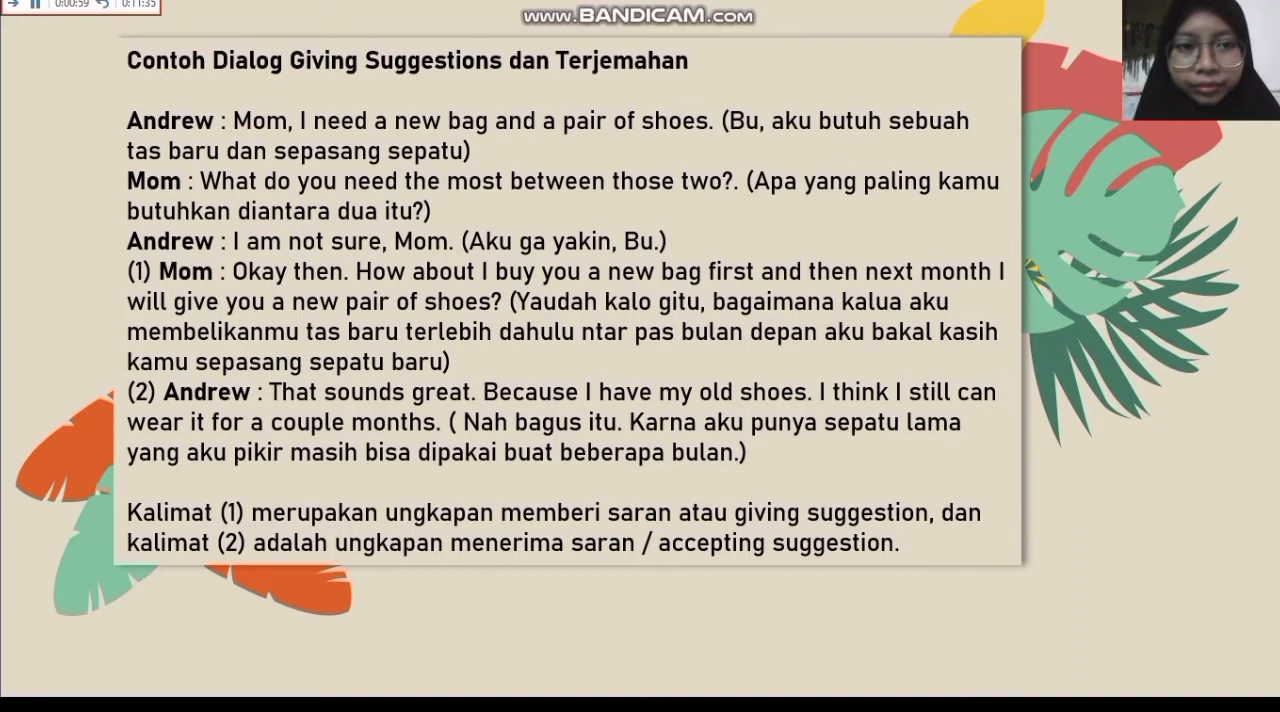 0:00:59 0:11:35
WWW.BANDICAM.COM
Contoh Dialog Giving Suggestions dan Terjemahan
Andrew : Mom, I need a new bag and a pair of shoes. (Bu, aku butuh sebuah
tas baru dan sepasang sepatu)
Mom : What do you need the most between those two?. (Apa yang paling kamu
butuhkan diantara dua itu?)
Andrew : I am not sure, Mom. (Aku ga yakin, Bu.)
(1) Mom : Okay then. How about I buy you a new bag first and then next month I
will give you a new pair of shoes? (Yaudah kalo gitu, bagaimana kalua aku
membelikanmu tas baru terlebih dahulu ntar pas bulan depan aku bakal kasih
kamu sepasang sepatu baru)
(2) Andrew : That sounds great. Because I have my old shoes. I think I still can
wear it for a couple months. ( Nah bagus itu. Karna aku punya sepatu lama
yang aku pikir masih bisa dipakai buat beberapa bulan.)
Kalimat (1) merupakan ungkapan memberi saran atau giving suggestion, dan
kalimat (2) adalah ungkapan menerima saran / accepting suggestion.